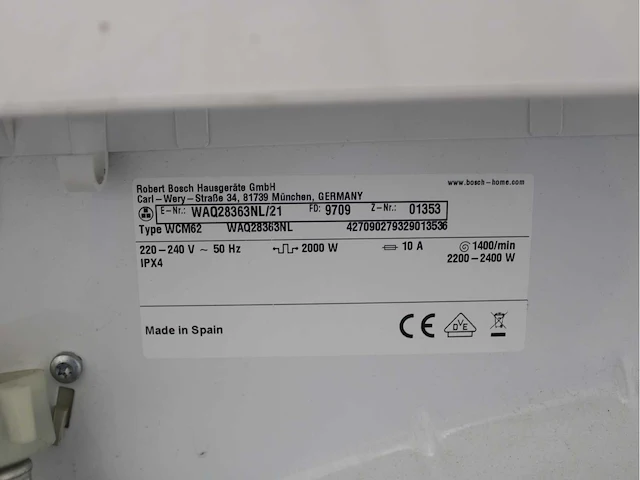 Robert Bosch Hausgeräte GmbH
Carl-Wery-Straße 34, 81739 München, GERMANY
www.bosch-home.com
E-Nr.: WAQ28363NL/21 FD: 9709 Z-Nr.: 01353
Type WCM62 WAQ28363NL 427090279329013536
220-240 V ~ 50 Hz 2000 W 10 A 1400/min
IPX4 2200-2400 W
Made in Spain CE DVE